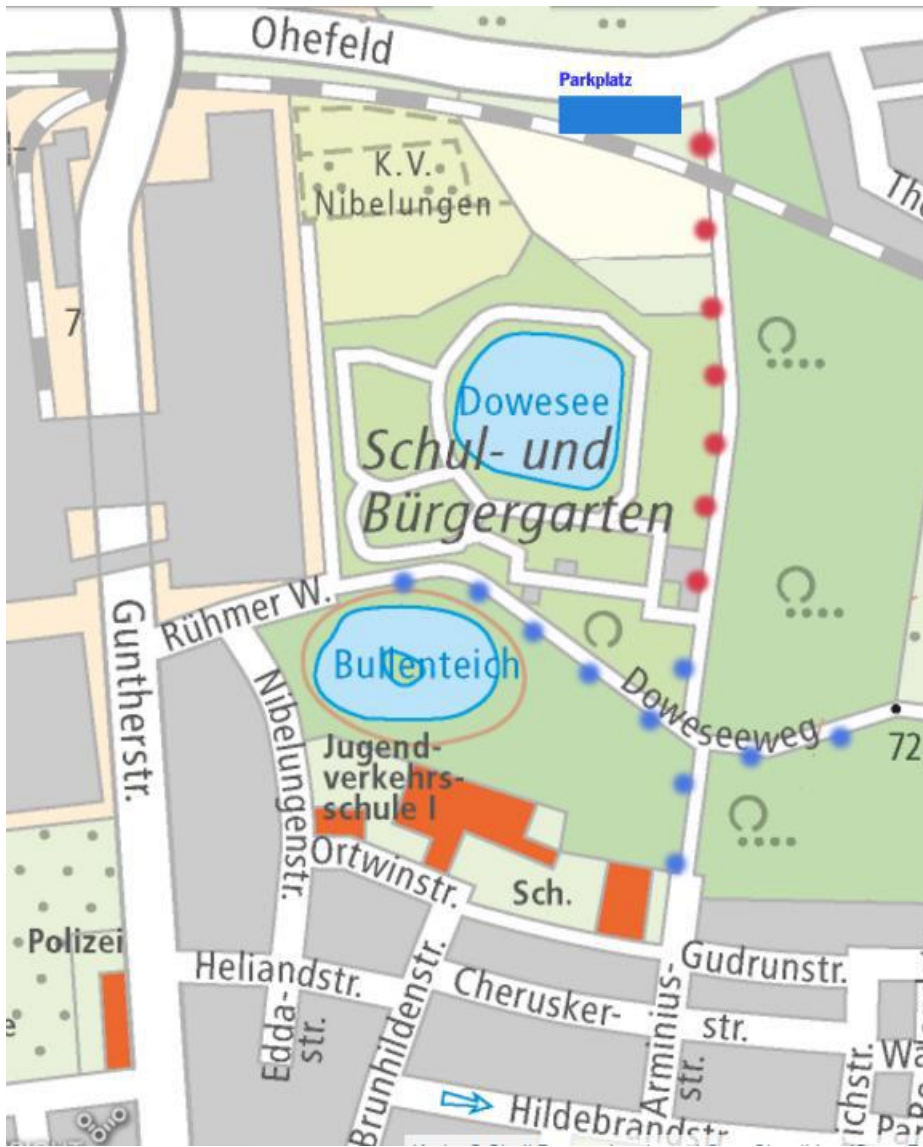 Ohefeld
Parkplatz
K.V.
Nibelungen
7
Dowesee
Schul- und
Bürgergarten
Rühmer W.
Guntherstr.
Bullenteich
Nibelungenstr.
Doweseeweg
72
Jugend-
verkehrs-
schule I
Ortwinstr.
Sch.
Polizei
Heliandstr.
Gudrunstr.
Edda-
str.
Brunhildenstr.
Cherusker-
str.
Arminius-
str.
Hildebrandstr.